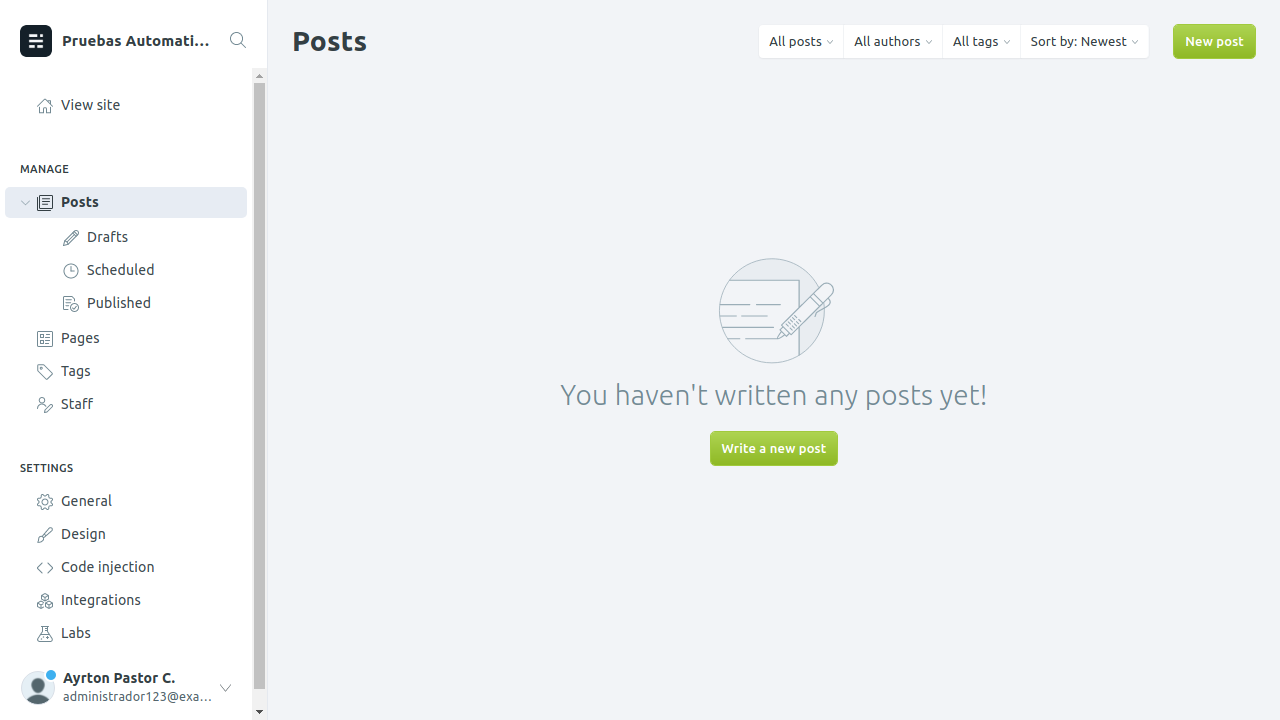 Pruebas Automati...
View site
MANAGE
Posts
Drafts
Scheduled
Published
Pages
Tags
Staff
SETTINGS
General
Design
Code injection
Integrations
Labs
Ayrton Pastor C.
administrador123@exa...
Posts
All posts
All authors
All tags
Sort by: Newest
New post
You haven't written any posts yet!
Write a new post